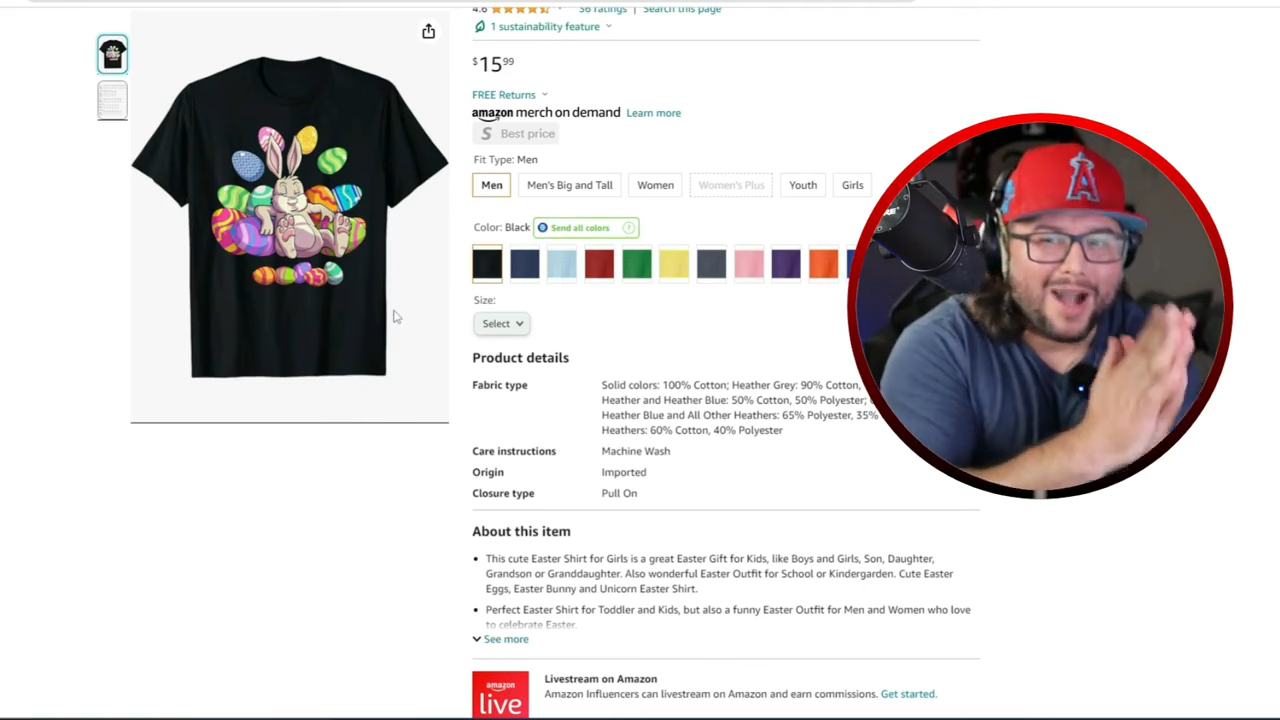 4.6 36 ratings | Search this page
1 sustainability feature
$15 99
FREE Returns
amazon merch on demand Learn more
S Best price
Fit Type: Men
Men Men's Big and Tall Women Women's Plus Youth Girls
Color: Black Send all colors ?
Size:
Select
Product details
Fabric type Solid colors: 100% Cotton; Heather Grey: 90% Cotton,
Heather and Heather Blue: 50% Cotton, 50% Polyester;
Heather Blue and All Other Heathers: 65% Polyester, 35%
Heathers: 60% Cotton, 40% Polyester
Care instructions Machine Wash
Origin Imported
Closure type Pull On
About this item
• This cute Easter Shirt for Girls is a great Easter Gift for Kids, like Boys and Girls, Son, Daughter,
Grandson or Granddaughter. Also wonderful Easter Outfit for School or Kindergarden. Cute Easter
Eggs, Easter Bunny and Unicorn Easter Shirt.
• Perfect Easter Shirt for Toddler and Kids, but also a funny Easter Outfit for Men and Women who love
to celebrate Easter.
See more
amazon
live
Livestream on Amazon
Amazon Influencers can livestream on Amazon and earn commissions. Get started.
A